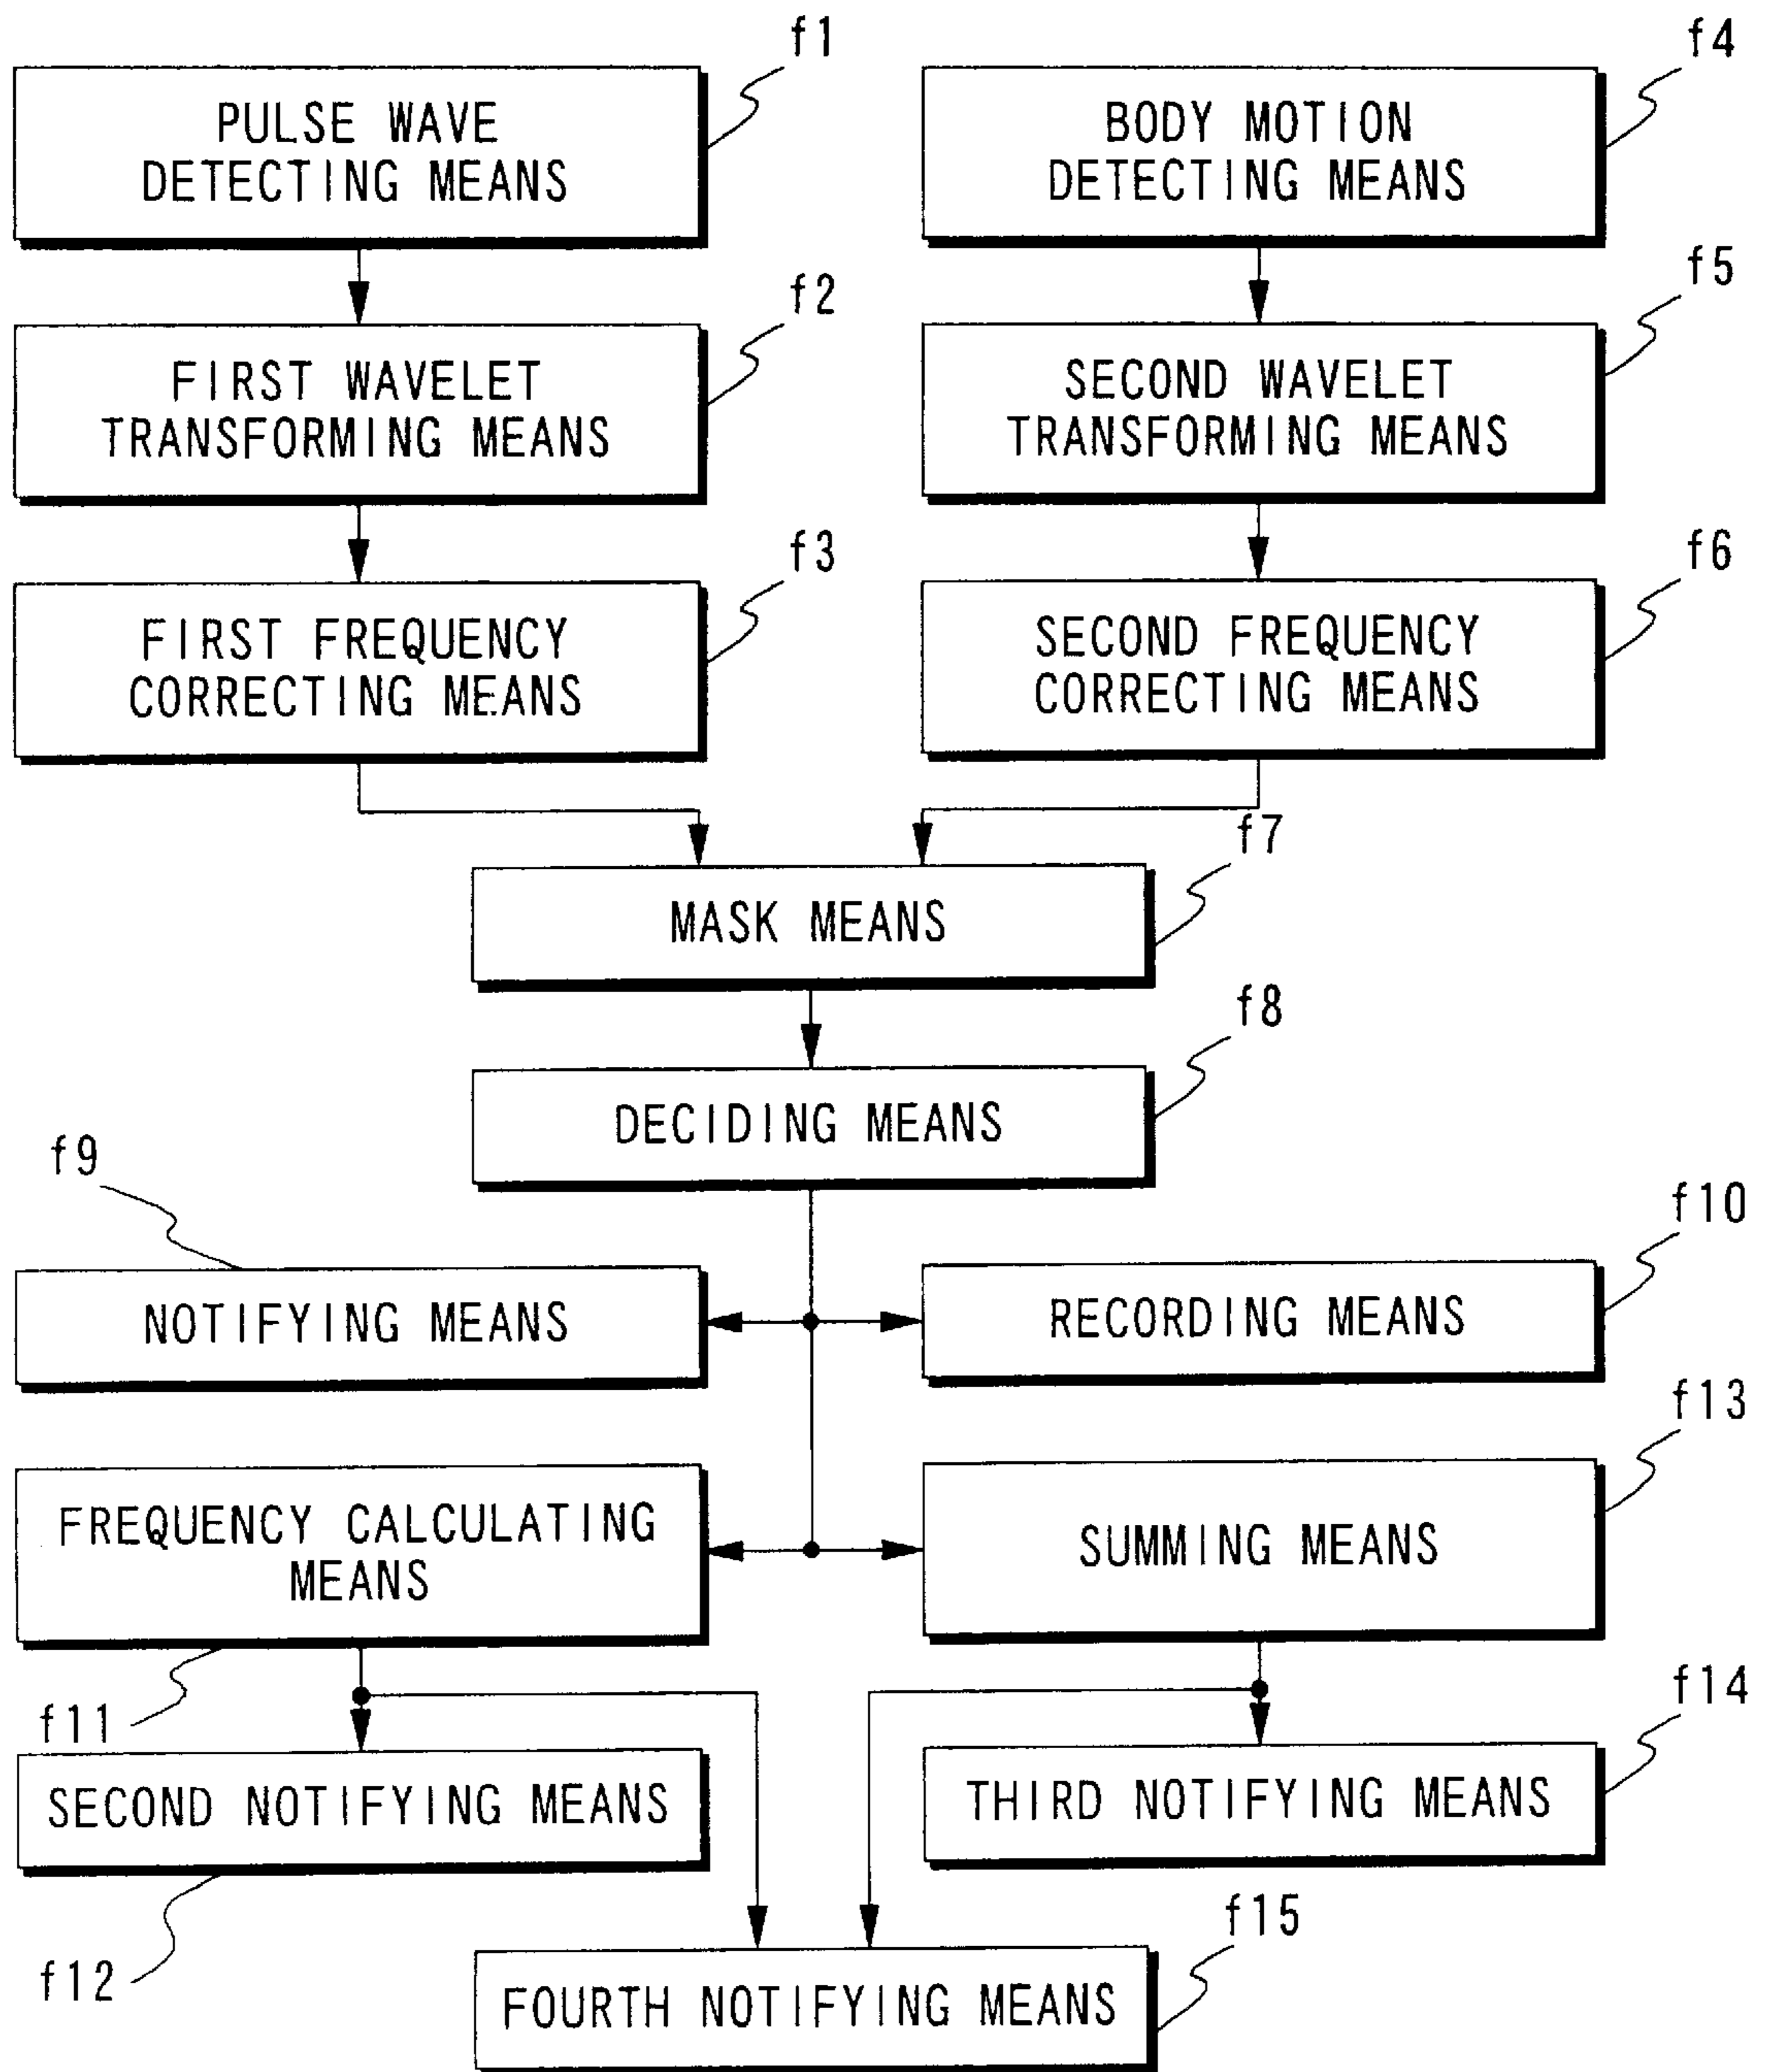 f1
PULSE WAVE
DETECTING MEANS
f4
BODY MOTION
DETECTING MEANS
f2
FIRST WAVELET
TRANSFORMING MEANS
f5
SECOND WAVELET
TRANSFORMING MEANS
f3
FIRST FREQUENCY
CORRECTING MEANS
f6
SECOND FREQUENCY
CORRECTING MEANS
f7
MASK MEANS
f8
DECIDING MEANS
f9
NOTIFYING MEANS
f10
RECORDING MEANS
FREQUENCY CALCULATING
MEANS
f11
f13
SUMMING MEANS
SECOND NOTIFYING MEANS
f12
f14
THIRD NOTIFYING MEANS
f15
FOURTH NOTIFYING MEANS